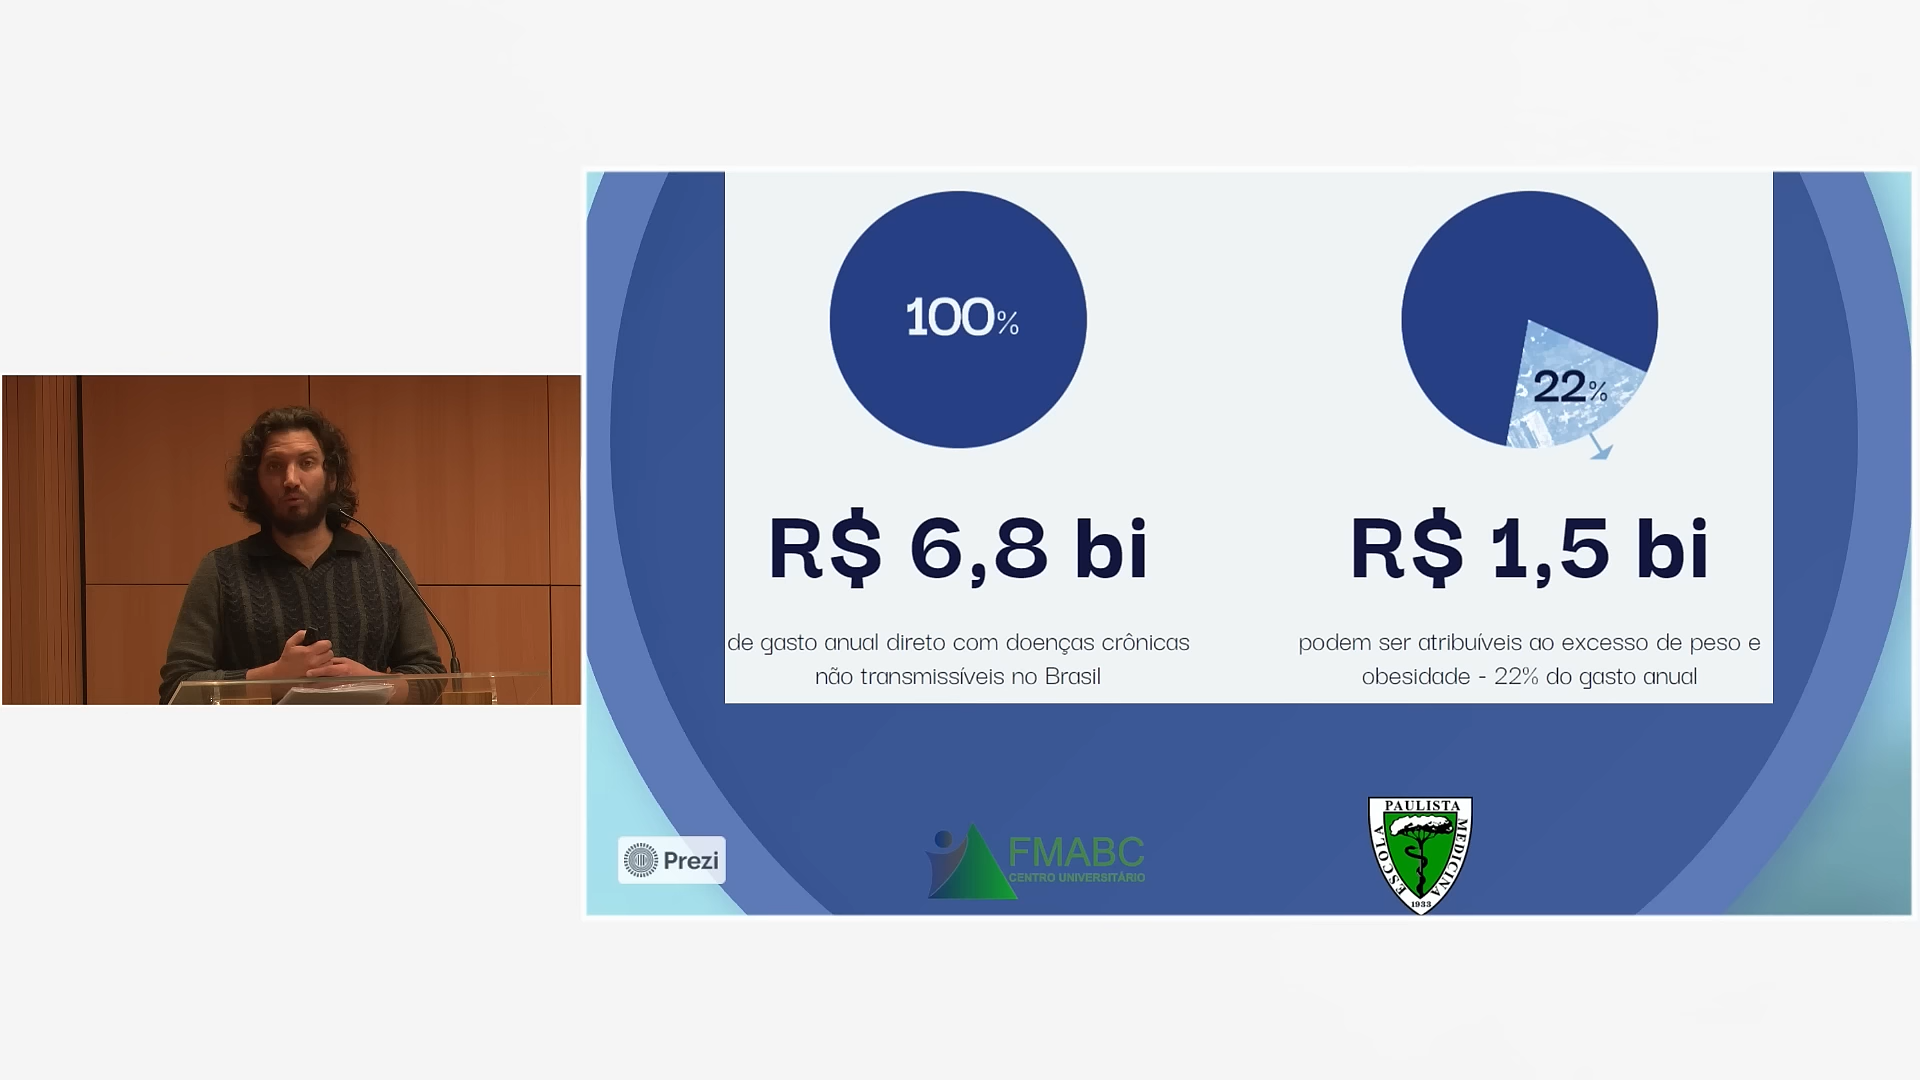 100%
22%
R$ 6,8 bi
R$ 1,5 bi
de gasto anual direto com doenças crônicas
não transmissíveis no Brasil
podem ser atribuíveis ao excesso de peso e
obesidade - 22% do gasto anual
Prezi
FMABC
CENTRO UNIVERSITÁRIO
ESCOLA
PAULISTA
MEDICINA
1933